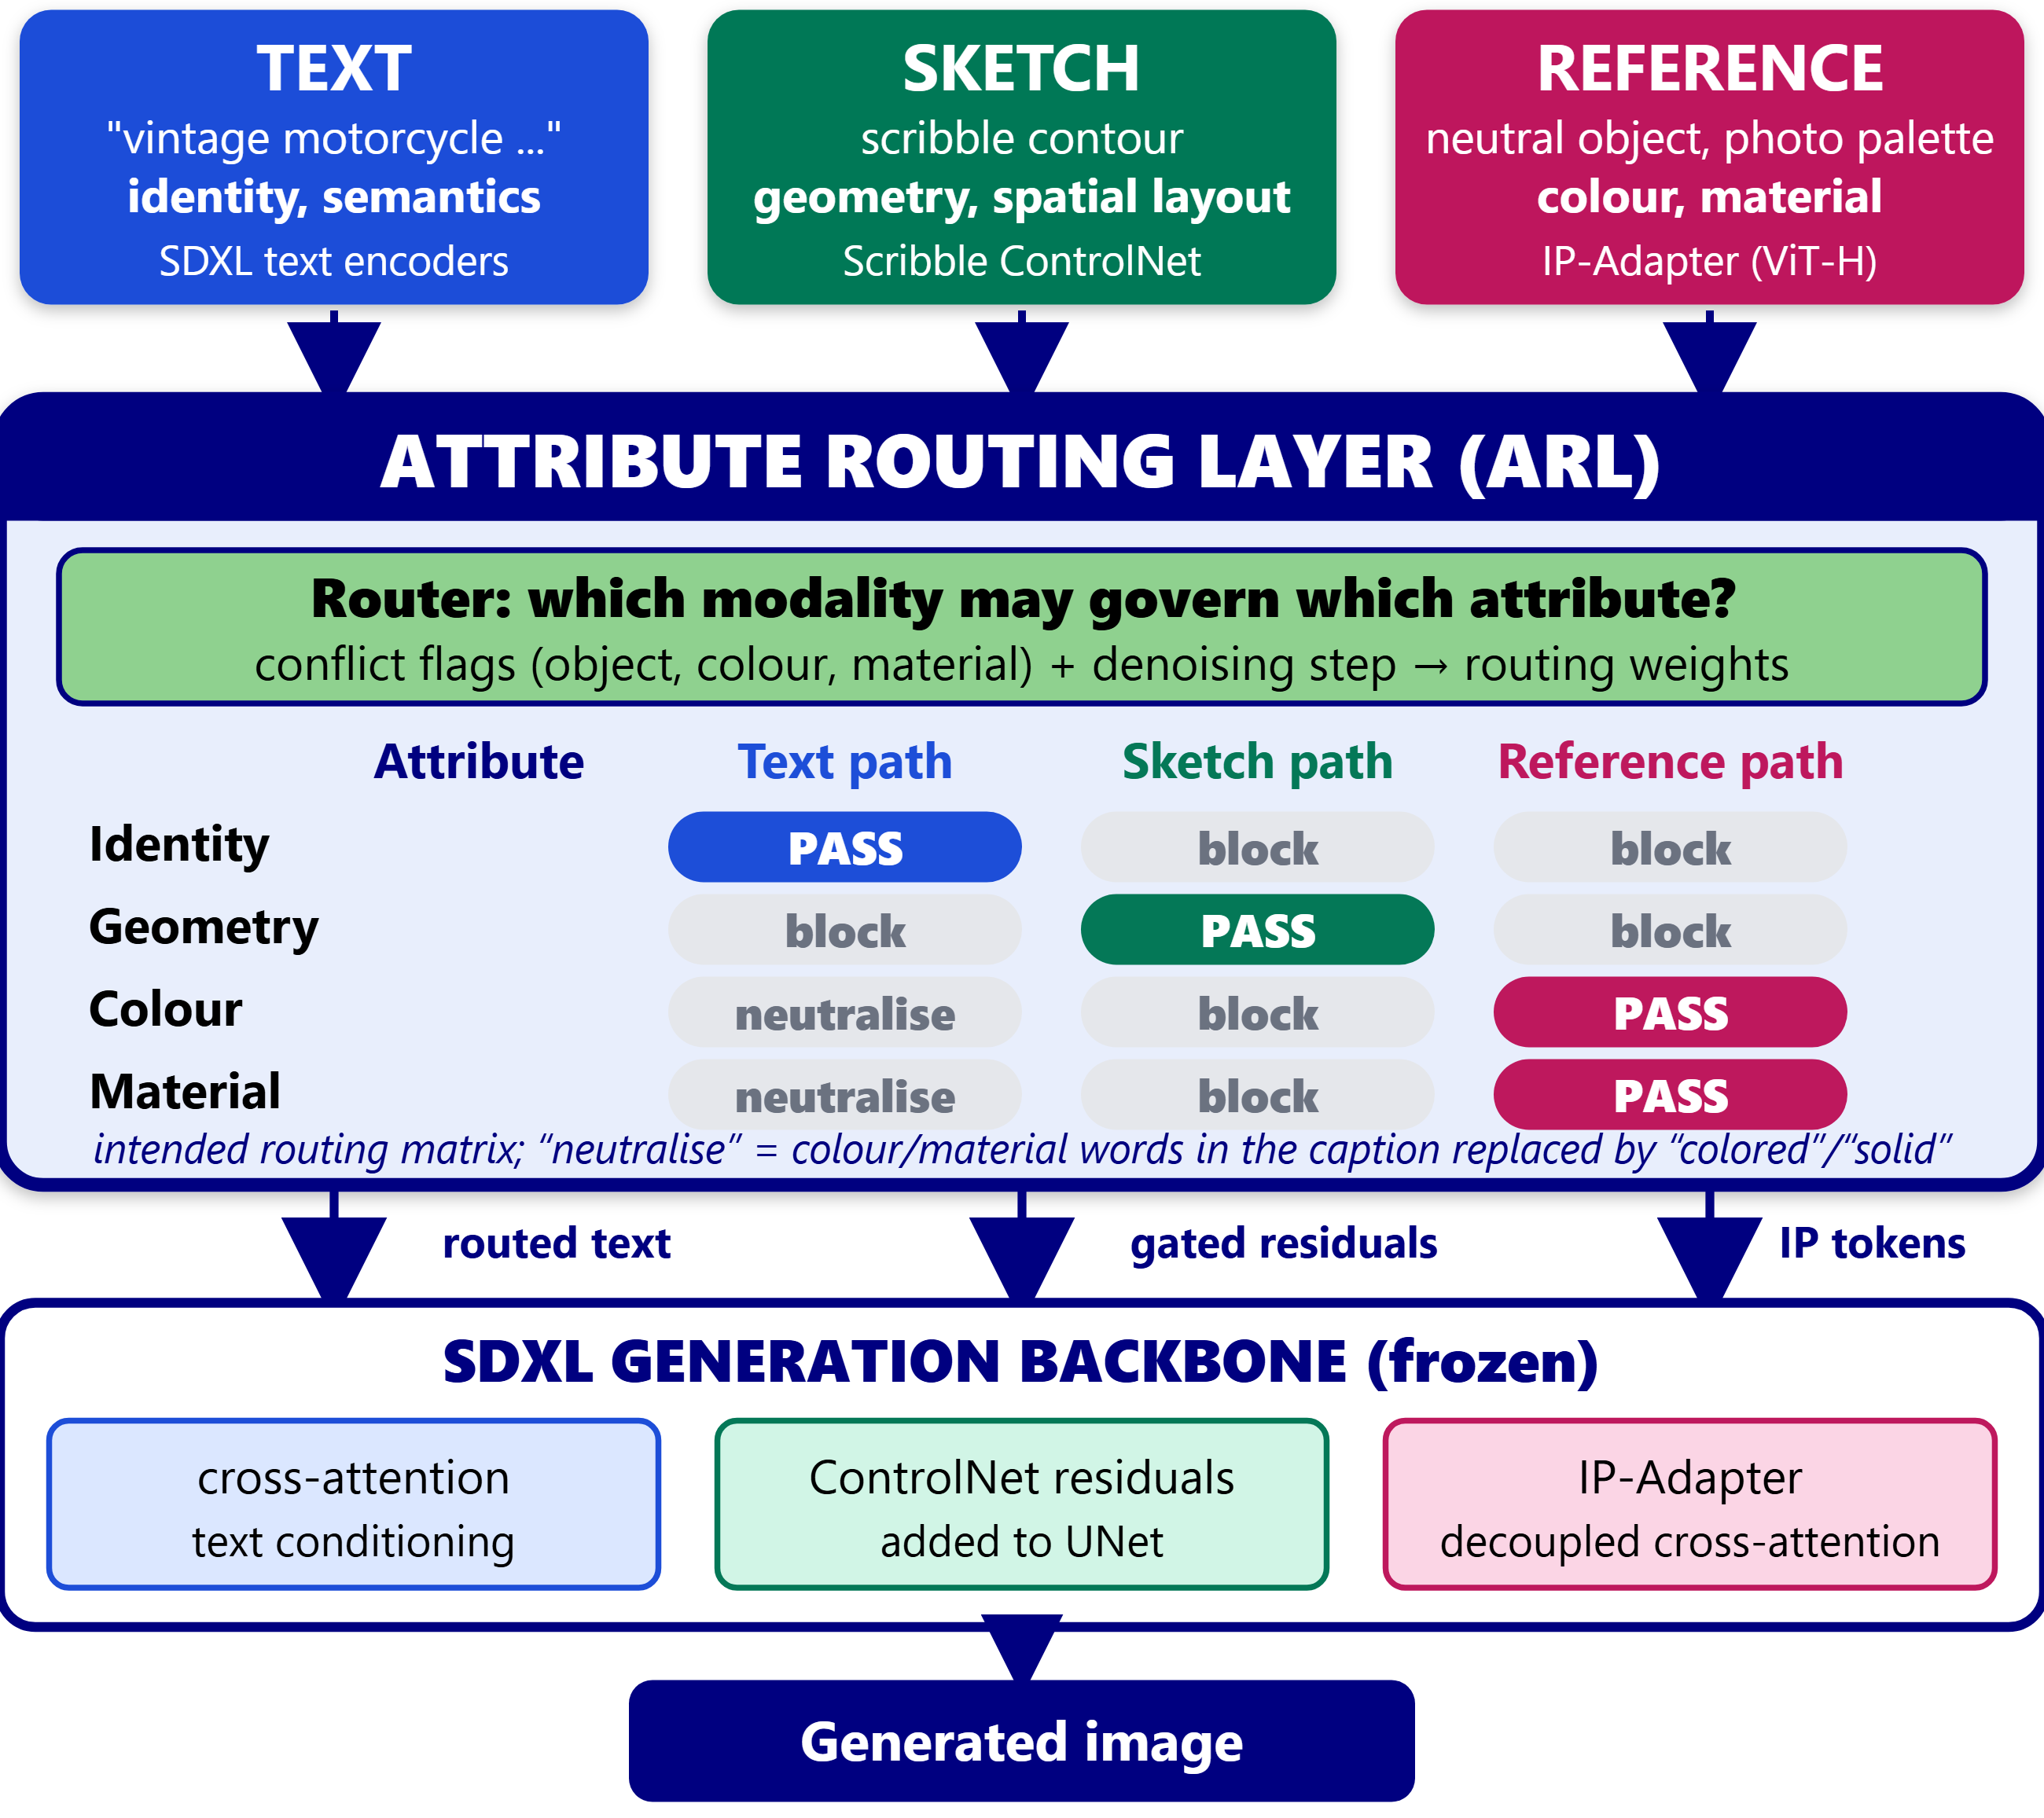 TEXT
"vintage motorcycle ..."
identity, semantics
SDXL text encoders
SKETCH
scribble contour
geometry, spatial layout
Scribble ControlNet
REFERENCE
neutral object, photo palette
colour, material
IP-Adapter (ViT-H)
ATTRIBUTE ROUTING LAYER (ARL)
Router: which modality may govern which attribute?
conflict flags (object, colour, material) + denoising step → routing weights
Attribute Text path Sketch path Reference path
Identity PASS block block
Geometry block PASS block
Colour neutralise block PASS
Material neutralise block PASS
intended routing matrix; “neutralise” = colour/material words in the caption replaced by “colored”/“solid”
routed text gated residuals IP tokens
SDXL GENERATION BACKBONE (frozen)
cross-attention
text conditioning
ControlNet residuals
added to UNet
IP-Adapter
decoupled cross-attention
Generated image